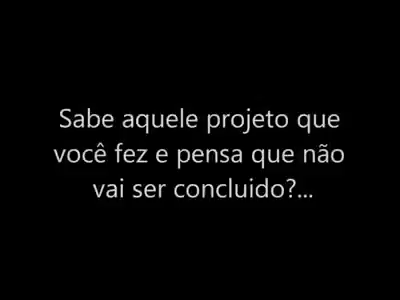 Sabe aquele projeto que
você fez e pensa que não
vai ser concluido?...